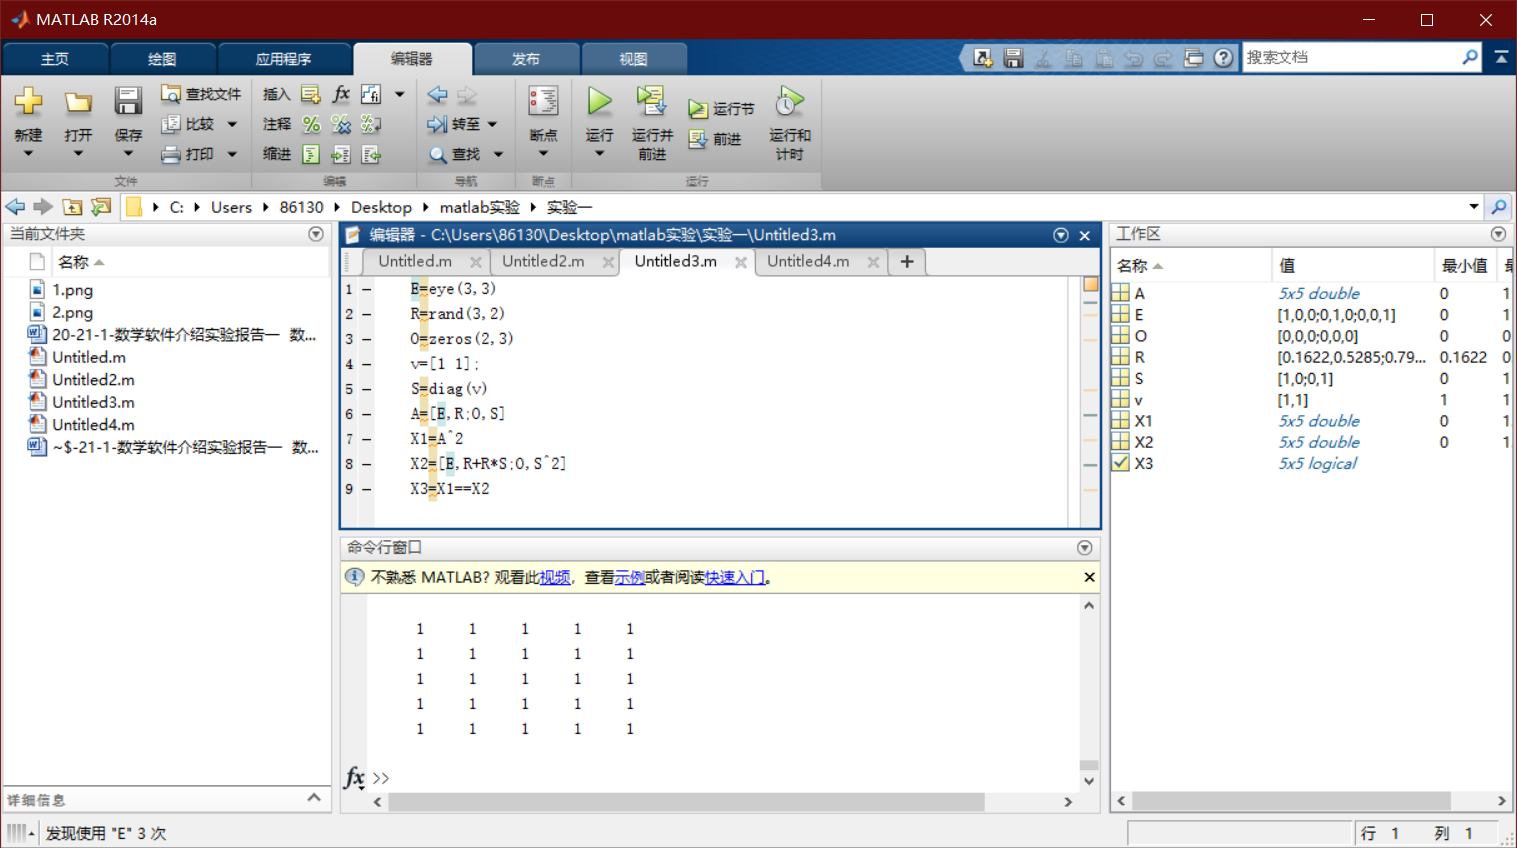 MATLAB R2014a
主页 绘图 应用程序 编辑器 发布 视图 搜索文档
新建 打开 保存 查找文件 比较 打印
插入 fx 注释 缩进
转至 查找 断点
运行 运行并前进 运行节 前进 运行和计时
文件 编辑 导航 断点 运行
C: Users 86130 Desktop matlab实验 实验一
当前文件夹
名称
1.png
2.png
20-21-1-数学软件介绍实验报告一 数...
Untitled.m
Untitled2.m
Untitled3.m
Untitled4.m
~$-21-1-数学软件介绍实验报告一 数...
详细信息
编辑器 - C:\Users\86130\Desktop\matlab实验\实验一\Untitled3.m
Untitled.m Untitled2.m Untitled3.m Untitled4.m
1 – E=eye(3,3)
2 – R=rand(3,2)
3 – O=zeros(2,3)
4 – v=[1 1];
5 – S=diag(v)
6 – A=[E,R;O,S]
7 – X1=A^2
8 – X2=[E,R+R*S;O,S^2]
9 – X3=X1==X2
命令行窗口
不熟悉 MATLAB? 观看此视频, 查看示例或者阅读快速入门。
1 1 1 1 1
1 1 1 1 1
1 1 1 1 1
1 1 1 1 1
1 1 1 1 1
fx >>
工作区
名称 值 最小值
A 5x5 double 0 1
E [1,0,0;0,1,0;0,0,1] 0 1
O [0,0,0;0,0,0] 0 0
R [0.1622,0.5285;0.79... 0.1622 0
S [1,0;0,1] 0 1
v [1,1] 1 1
X1 5x5 double 0 1.
X2 5x5 double 0 1.
X3 5x5 logical
发现使用 "E" 3 次
行 1 列 1